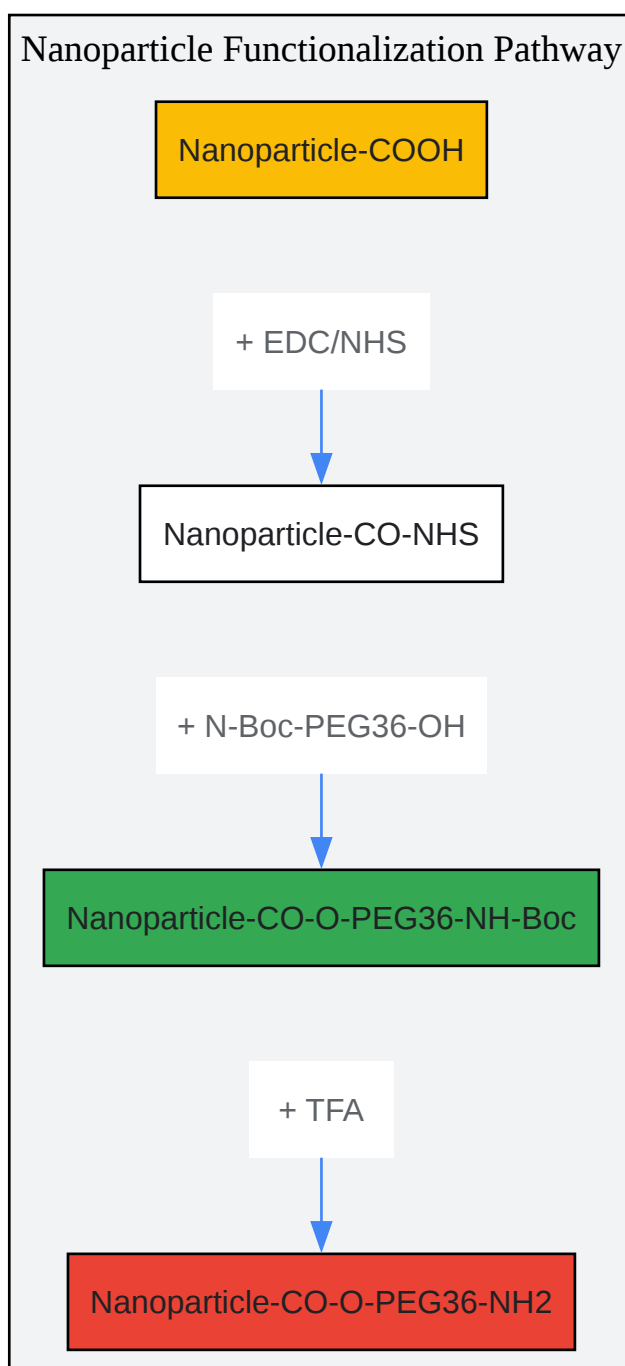 Nanoparticle Functionalization Pathway
Nanoparticle-COOH
+ EDC/NHS
Nanoparticle-CO-NHS
+ N-Boc-PEG36-OH
Nanoparticle-CO-O-PEG36-NH-Boc
+ TFA
Nanoparticle-CO-O-PEG36-NH2